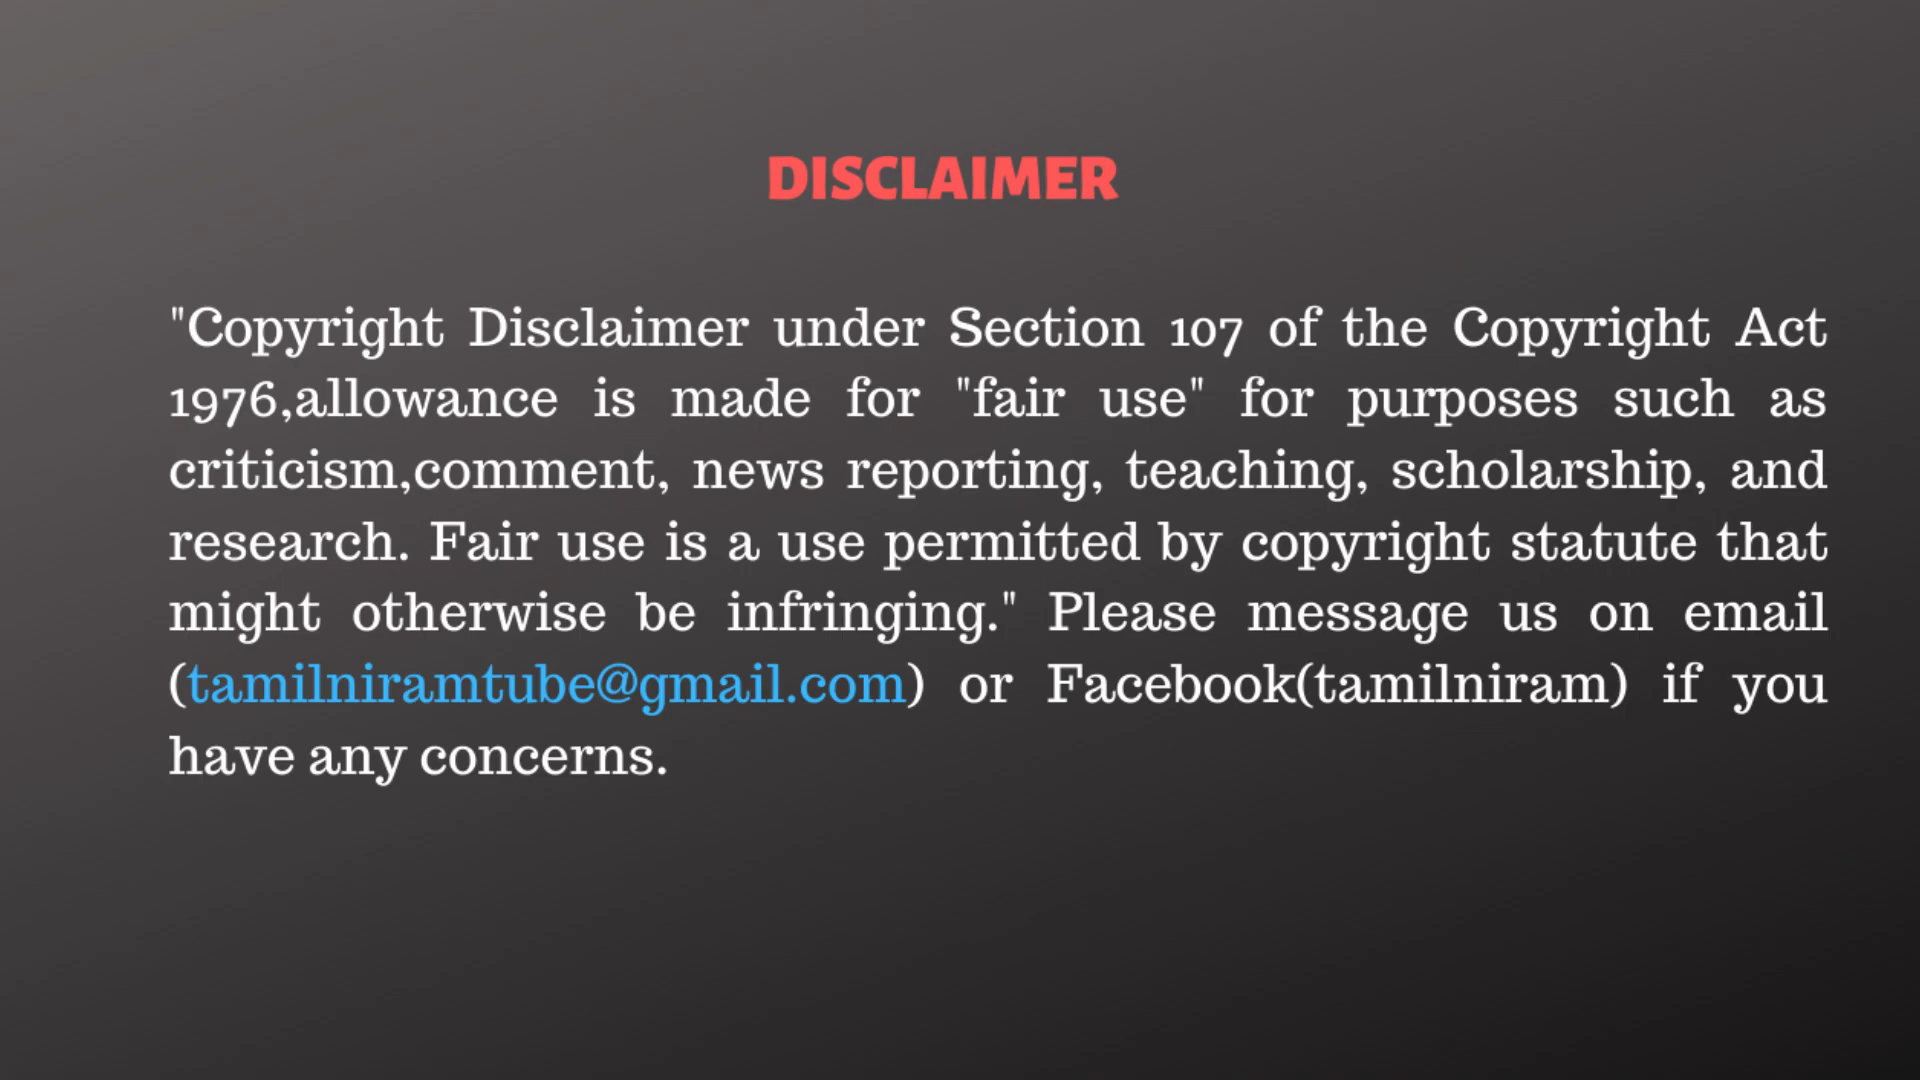 DISCLAIMER
"Copyright Disclaimer under Section 107 of the Copyright Act
1976,allowance is made for "fair use" for purposes such as
criticism,comment, news reporting, teaching, scholarship, and
research. Fair use is a use permitted by copyright statute that
might otherwise be infringing." Please message us on email
(tamilniramtube@gmail.com) or Facebook(tamilniram) if you
have any concerns.